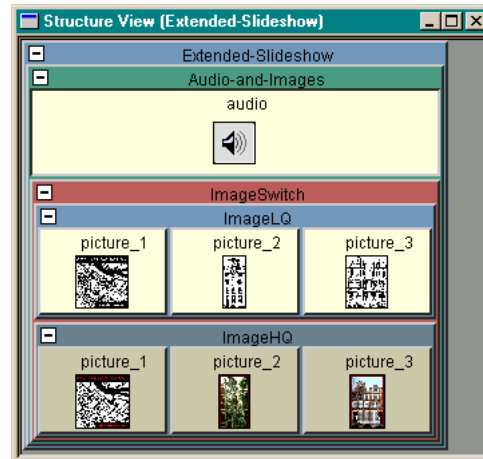 Structure View (Extended-Slideshow)
Extended-Slideshow
Audio-and-Images
audio
ImageSwitch
ImageLQ
picture_1 picture_2 picture_3
ImageHQ
picture_1 picture_2 picture_3